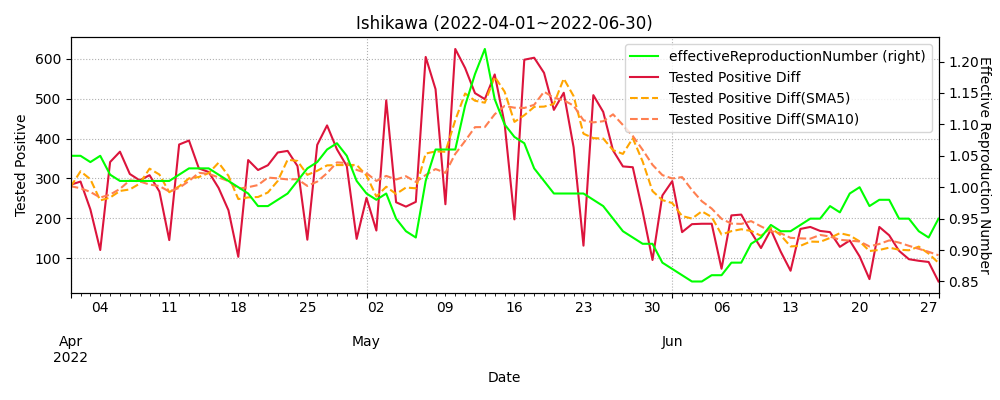 Ishikawa (2022-04-01~2022-06-30)
effectiveReproductionNumber (right)
Tested Positive Diff
Tested Positive Diff(SMA5)
Tested Positive Diff(SMA10)
Tested Positive
600
500
400
300
200
100
1.20
1.15
1.10
1.05
1.00
0.95
0.90
0.85
Effective Reproduction Number
04 11 18 25 02 09 16 23 30 06 13 20 27
Apr May Jun
2022
Date